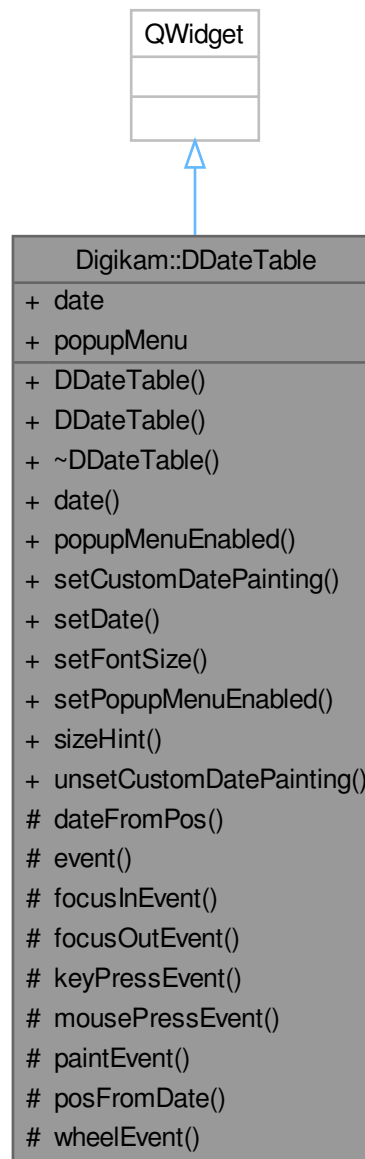 QWidget
Digikam::DDateTable
+ date
+ popupMenu
+ DDateTable()
+ DDateTable()
+ ~DDateTable()
+ date()
+ popupMenuEnabled()
+ setCustomDatePainting()
+ setDate()
+ setFontSize()
+ setPopupMenuEnabled()
+ sizeHint()
+ unsetCustomDatePainting()
# dateFromPos()
# event()
# focusInEvent()
# focusOutEvent()
# keyPressEvent()
# mousePressEvent()
# paintEvent()
# posFromDate()
# wheelEvent()